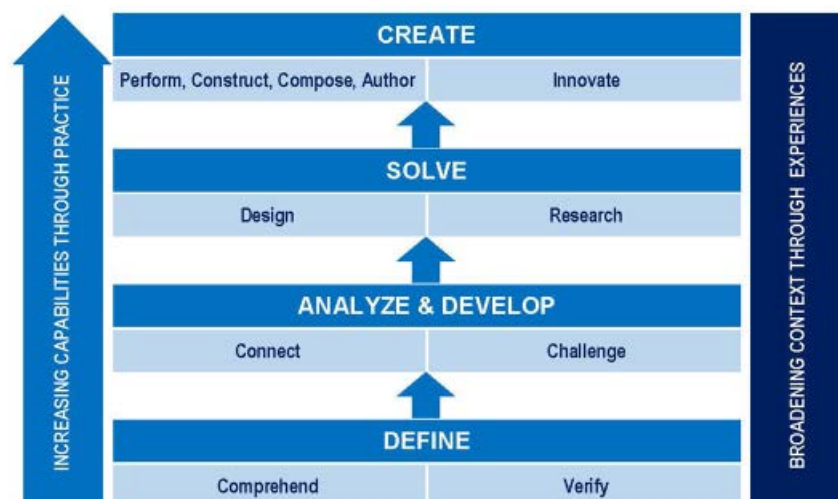 INCREASING CAPABILITIES THROUGH PRACTICE
CREATE
Perform, Construct, Compose, Author
Innovate
SOLVE
Design
Research
ANALYZE & DEVELOP
Connect
Challenge
DEFINE
Comprehend
Verify
BROADENING CONTEXT THROUGH EXPERIENCES